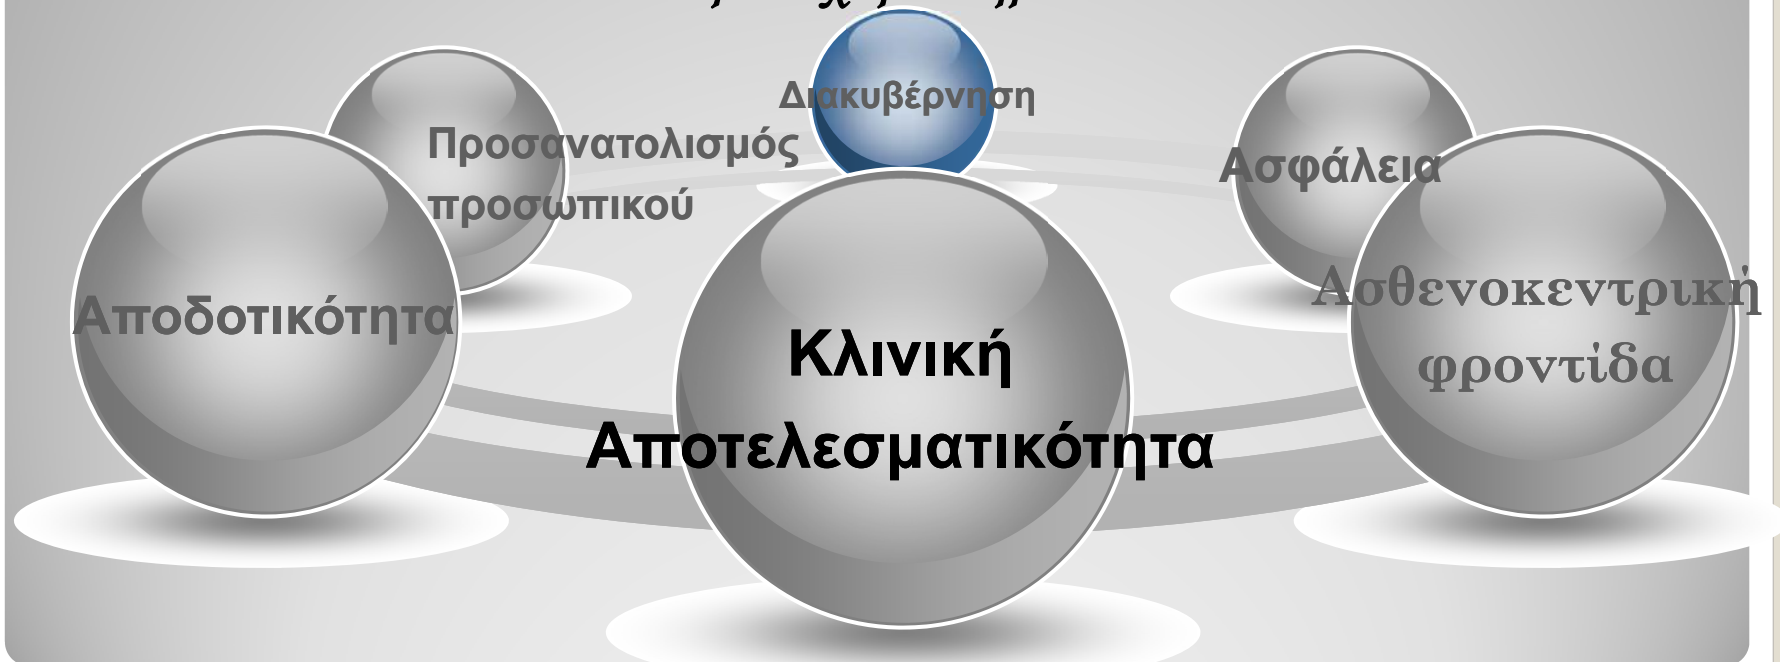 Διακυβέρνηση
Προσανατολισμός
προσωπικού
Ασφάλεια
Αποδοτικότητα
Ασθενοκεντρική
φροντίδα
Κλινική
Αποτελεσματικότητα